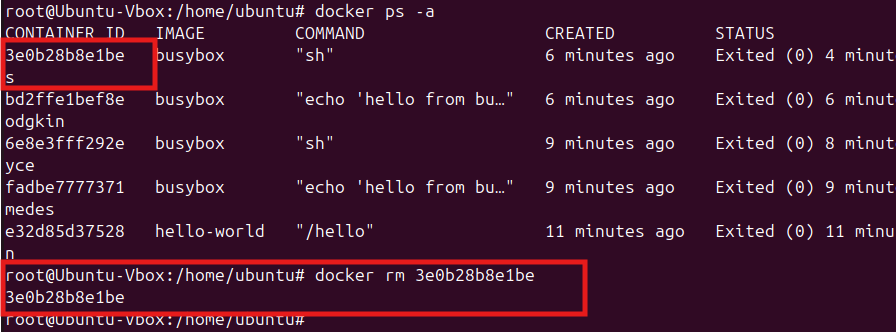 root@Ubuntu-Vbox:/home/ubuntu# docker ps -a
CONTAINER ID   IMAGE         COMMAND                  CREATED          STATUS
3e0b28b8e1be   busybox       "sh"                     6 minutes ago    Exited (0) 4 minut
s
bd2ffe1bef8e   busybox       "echo 'hello from bu…"   6 minutes ago    Exited (0) 6 minut
odgkin
6e8e3fff292e   busybox       "sh"                     9 minutes ago    Exited (0) 8 minut
eyce
fadbe7777371   busybox       "echo 'hello from bu…"   9 minutes ago    Exited (0) 9 minut
medes
e32d85d37528   hello-world   "/hello"                 11 minutes ago   Exited (0) 11 minu
n
root@Ubuntu-Vbox:/home/ubuntu# docker rm 3e0b28b8e1be
3e0b28b8e1be
root@Ubuntu-Vbox:/home/ubuntu#